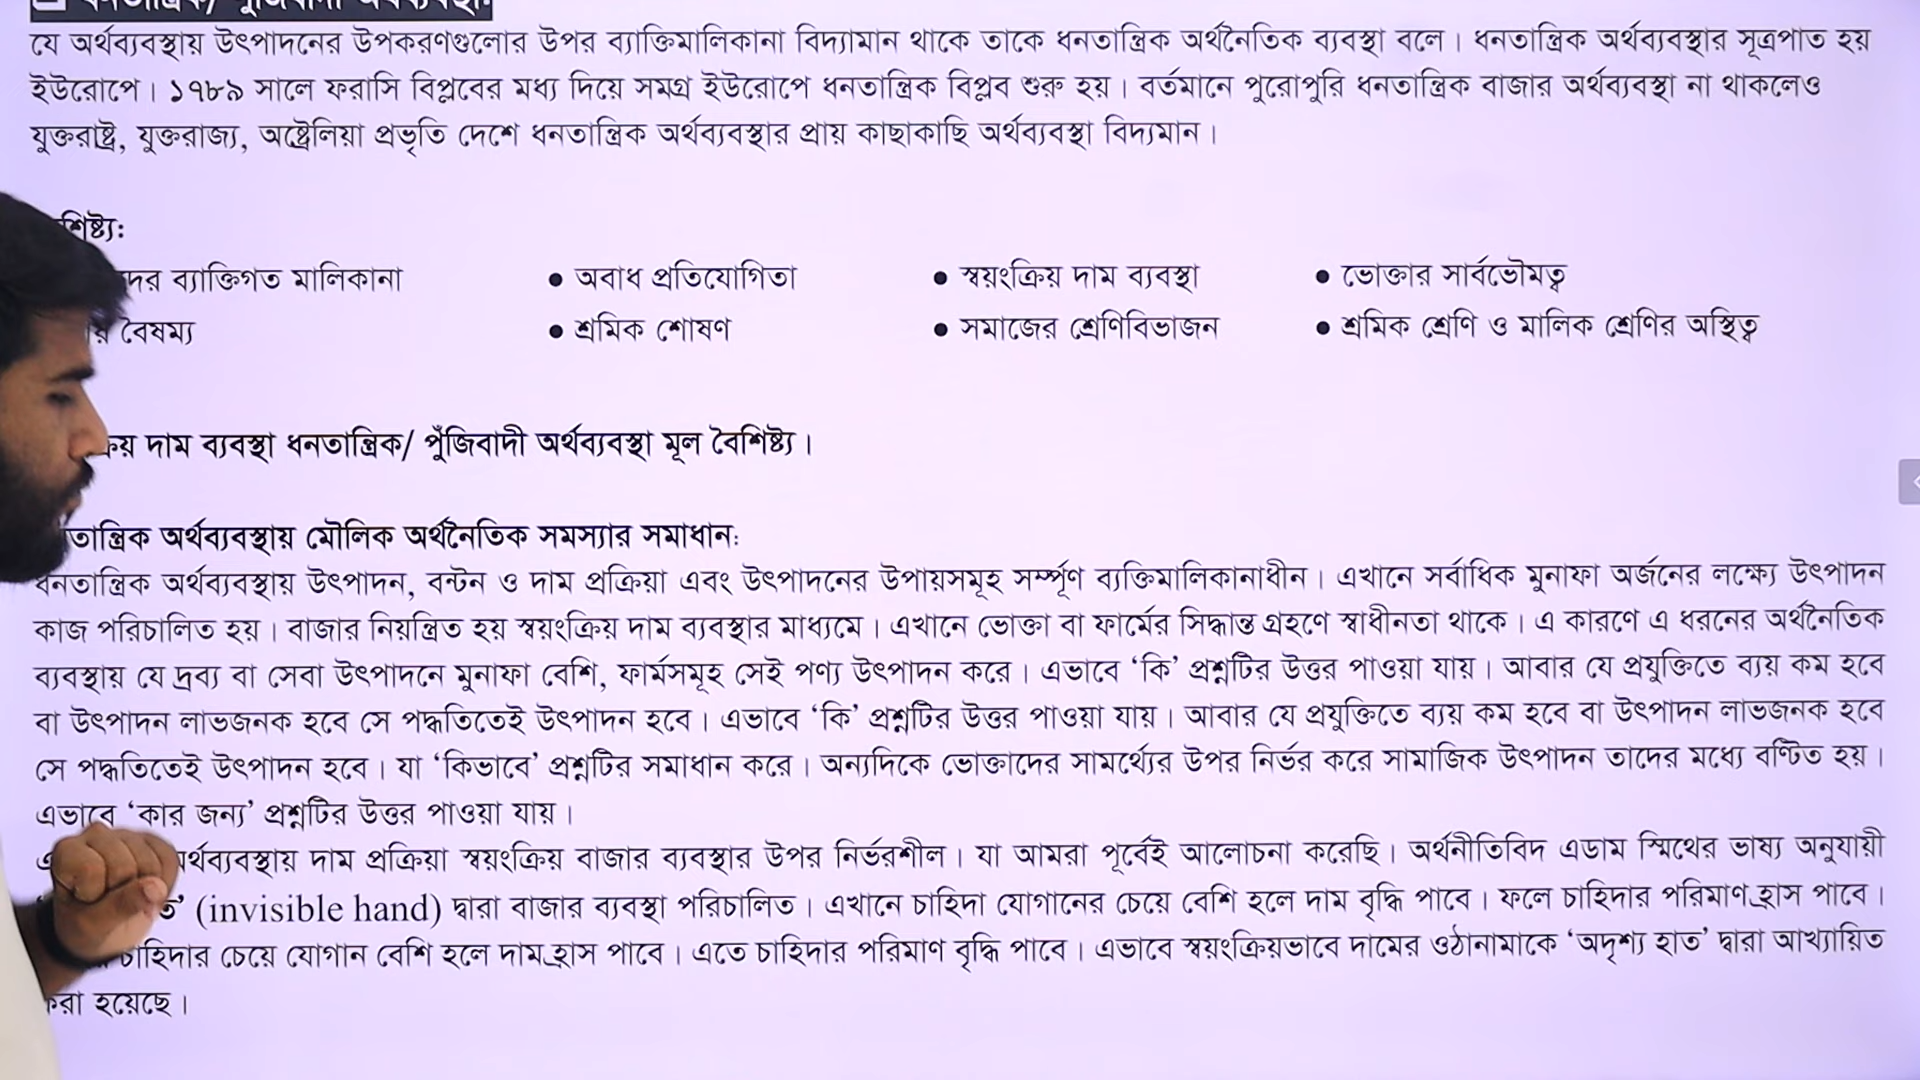 ধনতান্ত্রিক/ পুঁজিবাদী অর্থব্যবস্থা:
যে অর্থব্যবস্থায় উৎপাদনের উপকরণগুলোর উপর ব্যাক্তিমালিকানা বিদ্যামান থাকে তাকে ধনতান্ত্রিক অর্থনৈতিক ব্যবস্থা বলে। ধনতান্ত্রিক অর্থব্যবস্থার সূত্রপাত হয়
ইউরোপে। ১৭৮৯ সালে ফরাসি বিপ্লবের মধ্য দিয়ে সমগ্র ইউরোপে ধনতান্ত্রিক বিপ্লব শুরু হয়। বর্তমানে পুরোপুরি ধনতান্ত্রিক বাজার অর্থব্যবস্থা না থাকলেও
যুক্তরাষ্ট্র, যুক্তরাজ্য, অষ্ট্রেলিয়া প্রভৃতি দেশে ধনতান্ত্রিক অর্থব্যবস্থার প্রায় কাছাকাছি অর্থব্যবস্থা বিদ্যমান।
ব্যাক্তিগত মালিকানা • অবাধ প্রতিযোগিতা • স্বয়ংক্রিয় দাম ব্যবস্থা • ভোক্তার সার্বভৌমত্ব
বৈষম্য • শ্রমিক শোষণ • সমাজের শ্রেণিবিভাজন • শ্রমিক শ্রেণি ও মালিক শ্রেণির অস্থিত্ব
দাম ব্যবস্থা ধনতান্ত্রিক/ পুঁজিবাদী অর্থব্যবস্থা মূল বৈশিষ্ট্য।
অর্থব্যবস্থায় মৌলিক অর্থনৈতিক সমস্যার সমাধান:
ধনতান্ত্রিক অর্থব্যবস্থায় উৎপাদন, বন্টন ও দাম প্রক্রিয়া এবং উৎপাদনের উপায়সমূহ সম্পূর্ণ ব্যক্তিমালিকানাধীন। এখানে সর্বাধিক মুনাফা অর্জনের লক্ষ্যে উৎপাদন
কাজ পরিচালিত হয়। বাজার নিয়ন্ত্রিত হয় স্বয়ংক্রিয় দাম ব্যবস্থার মাধ্যমে। এখানে ভোক্তা বা ফার্মের সিদ্ধান্ত গ্রহণে স্বাধীনতা থাকে। এ কারণে এ ধরনের অর্থনৈতিক
ব্যবস্থায় যে দ্রব্য বা সেবা উৎপাদনে মুনাফা বেশি, ফার্মসমূহ সেই পণ্য উৎপাদন করে। এভাবে ‘কি’ প্রশ্নটির উত্তর পাওয়া যায়। আবার যে প্রযুক্তিতে ব্যয় কম হবে
বা উৎপাদন লাভজনক হবে সে পদ্ধতিতেই উৎপাদন হবে। এভাবে ‘কি’ প্রশ্নটির উত্তর পাওয়া যায়। আবার যে প্রযুক্তিতে ব্যয় কম হবে বা উৎপাদন লাভজনক হবে
সে পদ্ধতিতেই উৎপাদন হবে। যা ‘কিভাবে’ প্রশ্নটির সমাধান করে। অন্যদিকে ভোক্তাদের সামর্থ্যের উপর নির্ভর করে সামাজিক উৎপাদন তাদের মধ্যে বণ্টিত হয়।
এভাবে ‘কার জন্য’ প্রশ্নটির উত্তর পাওয়া যায়।
অর্থব্যবস্থায় দাম প্রক্রিয়া স্বয়ংক্রিয় বাজার ব্যবস্থার উপর নির্ভরশীল। যা আমরা পূর্বেই আলোচনা করেছি। অর্থনীতিবিদ এডাম স্মিথের ভাষ্য অনুযায়ী
(invisible hand) দ্বারা বাজার ব্যবস্থা পরিচালিত। এখানে চাহিদা যোগানের চেয়ে বেশি হলে দাম বৃদ্ধি পাবে। ফলে চাহিদার পরিমাণ হ্রাস পাবে।
চাহিদার চেয়ে যোগান বেশি হলে দাম হ্রাস পাবে। এতে চাহিদার পরিমাণ বৃদ্ধি পাবে। এভাবে স্বয়ংক্রিয়ভাবে দামের ওঠানামাকে ‘অদৃশ্য হাত’ দ্বারা আখ্যায়িত
করা হয়েছে।